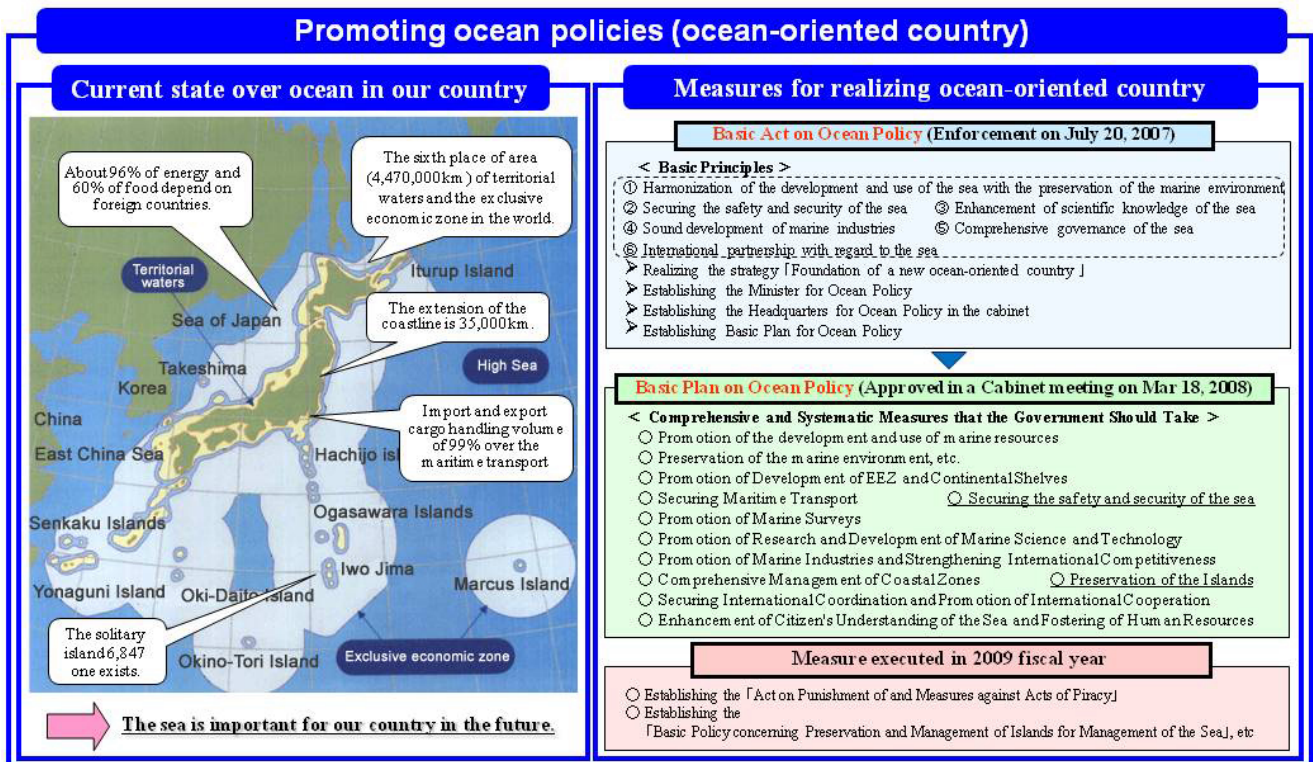 Promoting ocean policies (ocean-oriented country)
Current state over ocean in our country
About 96% of energy and
60% of food depend on
foreign countries.
The sixth place of area
(4,470,000km ) of territorial
waters and the exclusive
economic zone in the world.
Territorial
waters
Iturup Island
Sea of Japan
The extension of the
coastline is 35,000km.
Takeshima
High Sea
Korea
China
Import and export
cargo handling volume
of 99% over the
maritime transport
East China Sea
Hachijo isl
Ogasawara Islands
Senkaku Islands
Iwo Jima
Marcus Island
Yonaguni Island
Oki-Daito Island
The solitary
island 6,847
one exists.
Okino-Tori Island
Exclusive economic zone
The sea is important for our country in the future.
Measures for realizing ocean-oriented country
Basic Act on Ocean Policy (Enforcement on July 20, 2007)
< Basic Principles >
① Harmonization of the development and use of the sea with the preservation of the marine environment
② Securing the safety and security of the sea ③ Enhancement of scientific knowledge of the sea
④ Sound development of marine industries ⑤ Comprehensive governance of the sea
⑥ International partnership with regard to the sea
➢ Realizing the strategy「Foundation of a new ocean-oriented country」
➢ Establishing the Minister for Ocean Policy
➢ Establishing the Headquarters for Ocean Policy in the cabinet
➢ Establishing Basic Plan for Ocean Policy
Basic Plan on Ocean Policy (Approved in a Cabinet meeting on Mar 18, 2008)
< Comprehensive and Systematic Measures that the Government Should Take >
○ Promotion of the development and use of marine resources
○ Preservation of the marine environment, etc.
○ Promotion of Development of EEZ and Continental Shelves
○ Securing Maritime Transport ○ Securing the safety and security of the sea
○ Promotion of Marine Surveys
○ Promotion of Research and Development of Marine Science and Technology
○ Promotion of Marine Industries and Strengthening International Competitiveness
○ Comprehensive Management of Coastal Zones ○ Preservation of the Islands
○ Securing International Coordination and Promotion of International Cooperation
○ Enhancement of Citizen's Understanding of the Sea and Fostering of Human Resources
Measure executed in 2009 fiscal year
○ Establishing the「Act on Punishment of and Measures against Acts of Piracy」
○ Establishing the
「Basic Policy concerning Preservation and Management of Islands for Management of the Sea」, etc